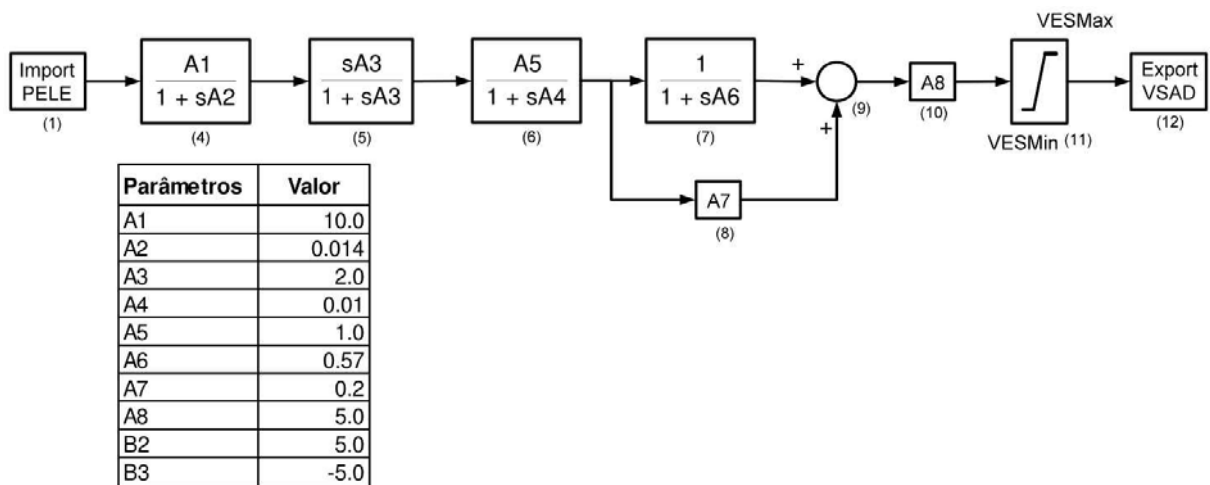 VESMax
Import
PELE
(1)
A1
1 + sA2
(4)
sA3
1 + sA3
(5)
A5
1 + sA4
(6)
1
1 + sA6
(7)
+
+
(9)
A8
(10)
VESMin (11)
Export
VSAD
(12)
A7
(8)
Parâmetros Valor
A1 10.0
A2 0.014
A3 2.0
A4 0.01
A5 1.0
A6 0.57
A7 0.2
A8 5.0
B2 5.0
B3 -5.0